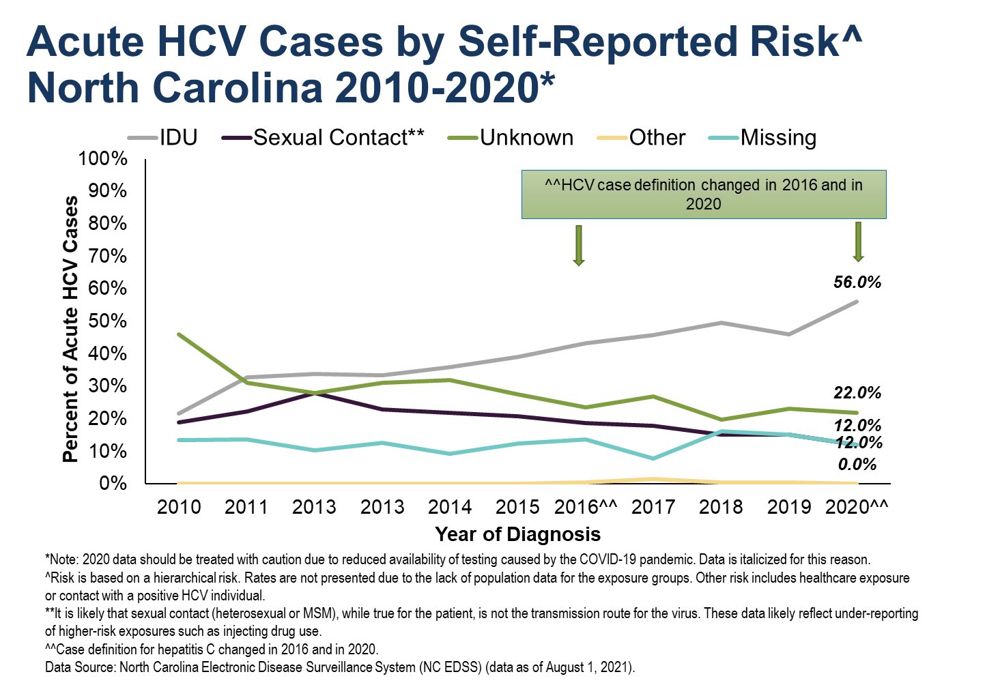 Acute HCV Cases by Self-Reported Risk^
North Carolina 2010-2020*
IDU
Sexual Contact**
Unknown
Other
Missing
100%
90%
80%
70%
60%
50%
40%
30%
20%
10%
0%
Percent of Acute HCV Cases
^^HCV case definition changed in 2016 and in
2020
56.0%
22.0%
12.0%
12.0%
0.0%
2010
2011
2013
2013
2014
2015
2016^^
2017
2018
2019
2020^^
Year of Diagnosis
*Note: 2020 data should be treated with caution due to reduced availability of testing caused by the COVID-19 pandemic. Data is italicized for this reason.
^Risk is based on a hierarchical risk. Rates are not presented due to the lack of population data for the exposure groups. Other risk includes healthcare exposure
or contact with a positive HCV individual.
**It is likely that sexual contact (heterosexual or MSM), while true for the patient, is not the transmission route for the virus. These data likely reflect under-reporting
of higher-risk exposures such as injecting drug use.
^^Case definition for hepatitis C changed in 2016 and in 2020.
Data Source: North Carolina Electronic Disease Surveillance System (NC EDSS) (data as of August 1, 2021).